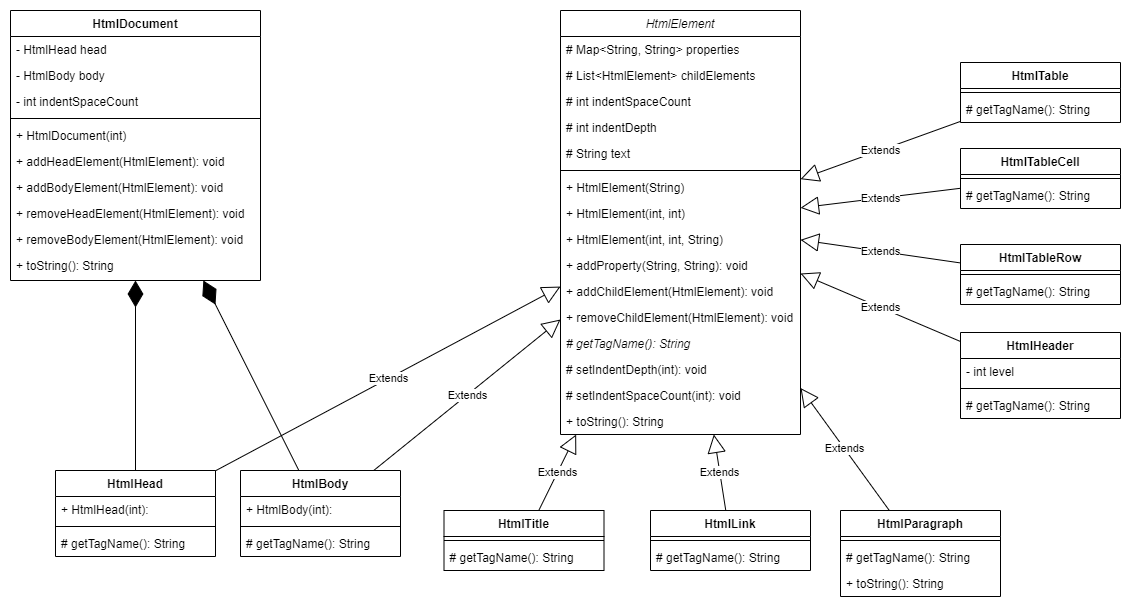 HtmlDocument
- HtmlHead head
- HtmlBody body
- int indentSpaceCount
+ HtmlDocument(int)
+ addHeadElement(HtmlElement): void
+ addBodyElement(HtmlElement): void
+ removeHeadElement(HtmlElement): void
+ removeBodyElement(HtmlElement): void
+ toString(): String
HtmlElement
# Map<String, String> properties
# List<HtmlElement> childElements
# int indentSpaceCount
# int indentDepth
# String text
+ HtmlElement(String)
+ HtmlElement(int, int)
+ HtmlElement(int, int, String)
+ addProperty(String, String): void
+ addChildElement(HtmlElement): void
+ removeChildElement(HtmlElement): void
# getTagName(): String
# setIndentDepth(int): void
# setIndentSpaceCount(int): void
+ toString(): String
HtmlTable
# getTagName(): String
Extends
HtmlTableCell
# getTagName(): String
Extends
HtmlTableRow
# getTagName(): String
Extends
HtmlHeader
- int level
# getTagName(): String
Extends
Extends
Extends
HtmlHead
+ HtmlHead(int):
# getTagName(): String
HtmlBody
+ HtmlBody(int):
# getTagName(): String
Extends
HtmlTitle
# getTagName(): String
Extends
HtmlLink
# getTagName(): String
Extends
HtmlParagraph
# getTagName(): String
+ toString(): String